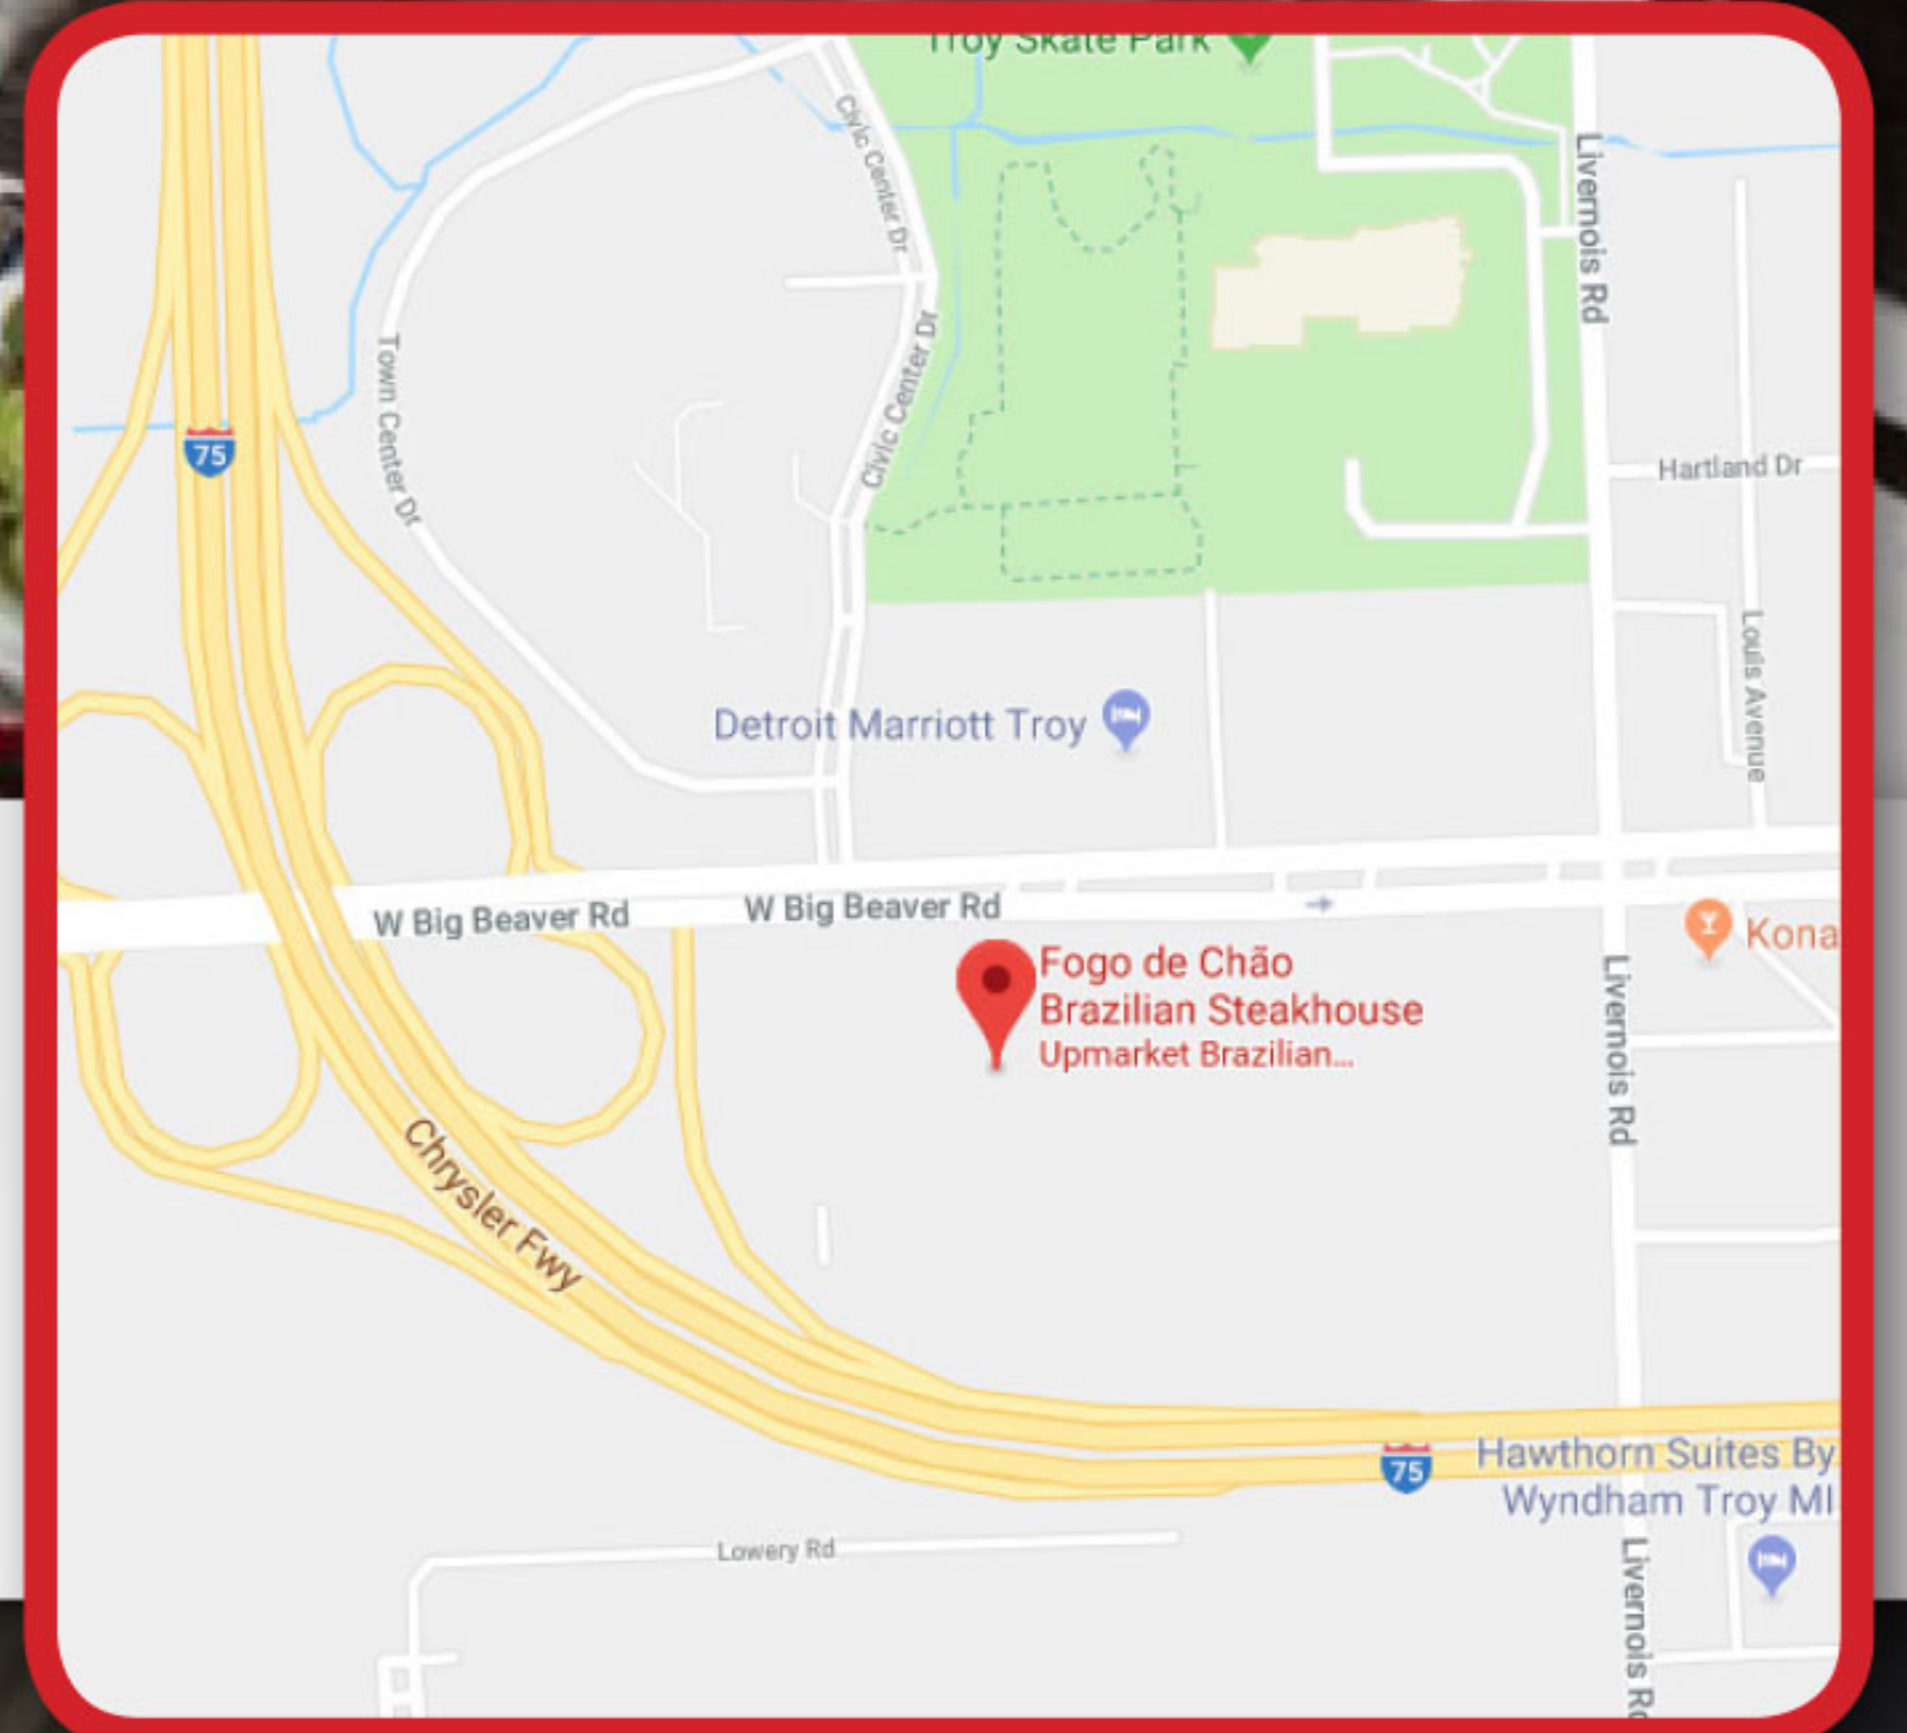 Troy Skate Park
Civic Center Dr
Livernois Rd
Civic Center Dr
Town Center Dr
75
Hartland Dr
Louis Avenue
Detroit Marriott Troy
W Big Beaver Rd
W Big Beaver Rd
Kona
Fogo de Chão
Brazilian Steakhouse
Upmarket Brazilian...
Livernois Rd
Chrysler Fwy
75
Hawthorn Suites By
Wyndham Troy MI
Lowery Rd
Livernois Rd